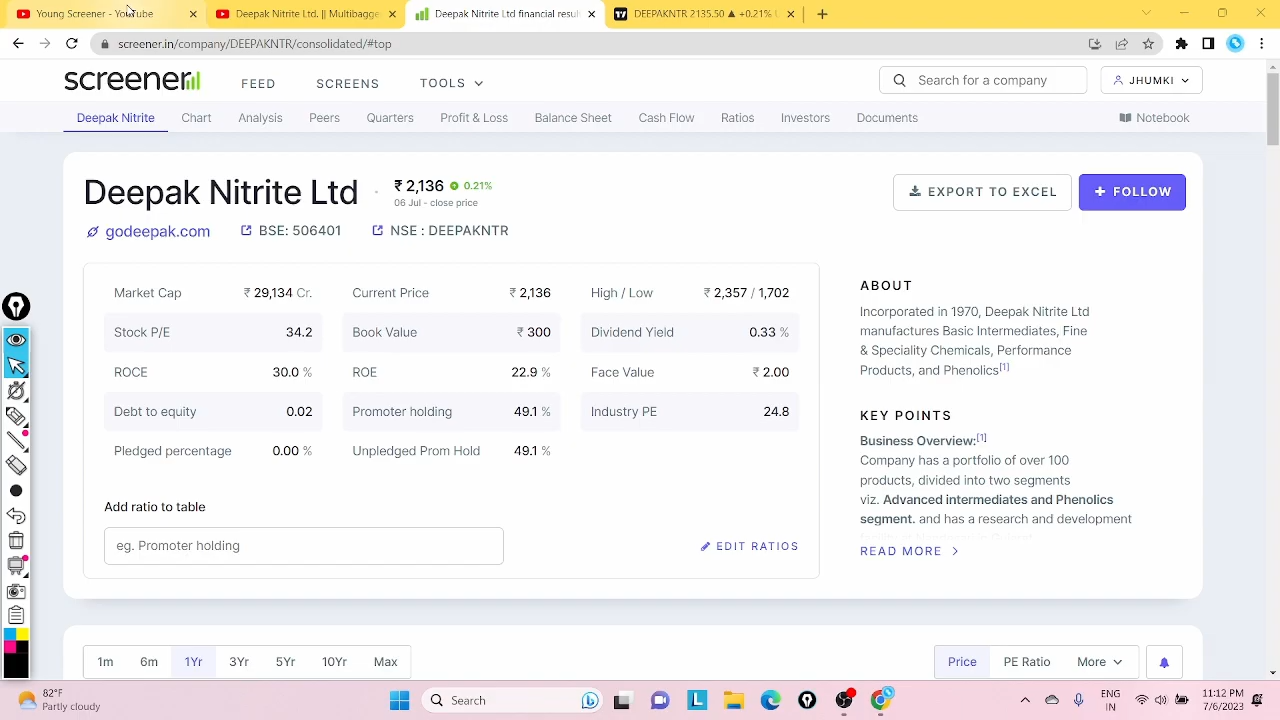 Young Screener - YouTube
Deepak Nitrite Ltd. || Multibagge
Deepak Nitrite Ltd financial resul
DEEPAKNTR 2135.50 ▲ +0.21% U
screener.in/company/DEEPAKNTR/consolidated/#top
screener
FEED
SCREENS
TOOLS
Search for a company
JHUMKI
Deepak Nitrite
Chart
Analysis
Peers
Quarters
Profit & Loss
Balance Sheet
Cash Flow
Ratios
Investors
Documents
Notebook
Deepak Nitrite Ltd
₹ 2,136
0.21%
06 Jul - close price
EXPORT TO EXCEL
+ FOLLOW
godeepak.com
BSE: 506401
NSE : DEEPAKNTR
Market Cap ₹ 29,134 Cr.
Current Price ₹ 2,136
High / Low ₹ 2,357 / 1,702
Stock P/E 34.2
Book Value ₹ 300
Dividend Yield 0.33 %
ROCE 30.0 %
ROE 22.9 %
Face Value ₹ 2.00
Debt to equity 0.02
Promoter holding 49.1 %
Industry PE 24.8
Pledged percentage 0.00 %
Unpledged Prom Hold 49.1 %
Add ratio to table
eg. Promoter holding
EDIT RATIOS
ABOUT
Incorporated in 1970, Deepak Nitrite Ltd
manufactures Basic Intermediates, Fine
& Speciality Chemicals, Performance
Products, and Phenolics[1]
KEY POINTS
Business Overview:[1]
Company has a portfolio of over 100
products, divided into two segments
viz. Advanced intermediates and Phenolics
segment. and has a research and development
READ MORE
1m
6m
1Yr
3Yr
5Yr
10Yr
Max
Price
PE Ratio
More
82°F
Partly cloudy
Search
ENG
IN
11:12 PM
7/6/2023